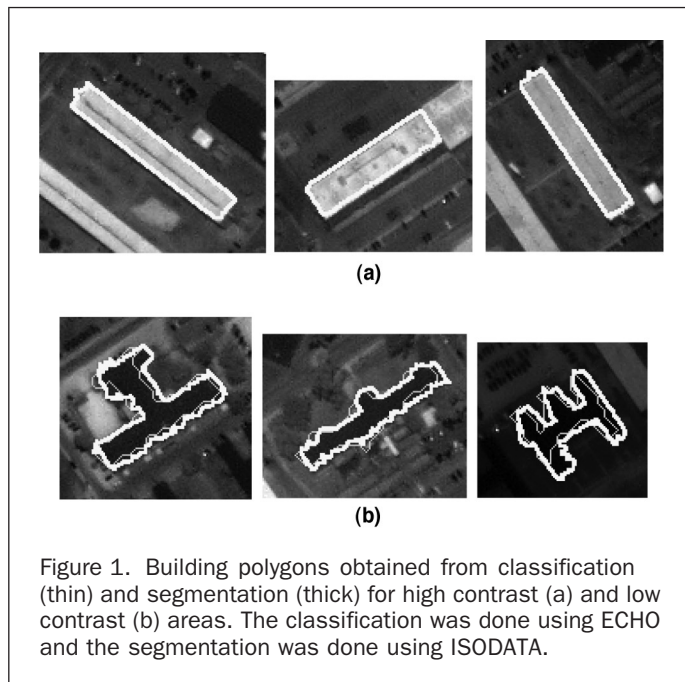 (a)
(b)
Figure 1. Building polygons obtained from classification
(thin) and segmentation (thick) for high contrast (a) and low
contrast (b) areas. The classification was done using ECHO
and the segmentation was done using ISODATA.